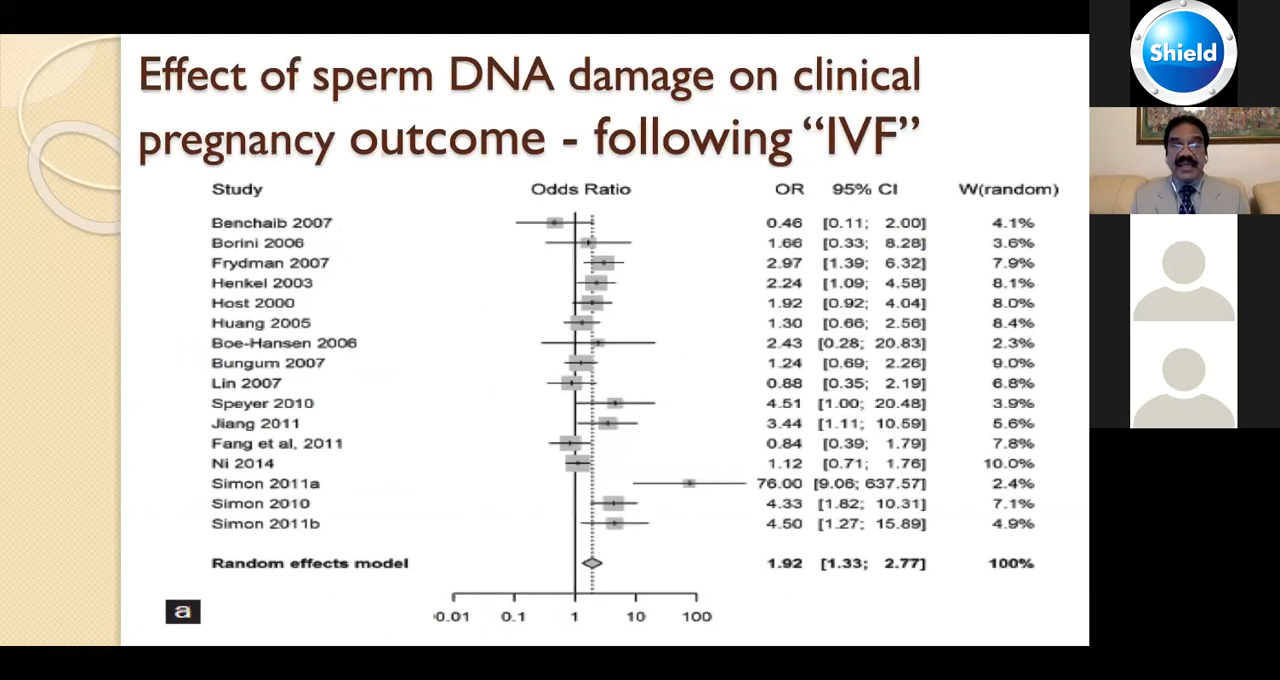 Effect of sperm DNA damage on clinical
pregnancy outcome - following “IVF”
Study Odds Ratio OR 95% CI W(random)
Benchaib 2007 0.46 [0.11; 2.00] 4.1%
Borini 2006 1.66 [0.33; 8.28] 3.6%
Frydman 2007 2.97 [1.39; 6.32] 7.9%
Henkel 2003 2.24 [1.09; 4.58] 8.1%
Host 2000 1.92 [0.92; 4.04] 8.0%
Huang 2005 1.30 [0.66; 2.56] 8.4%
Boe-Hansen 2006 2.43 [0.28; 20.83] 2.3%
Bungum 2007 1.24 [0.69; 2.26] 9.0%
Lin 2007 0.88 [0.35; 2.19] 6.8%
Speyer 2010 4.51 [1.00; 20.48] 3.9%
Jiang 2011 3.44 [1.11; 10.59] 5.6%
Fang et al, 2011 0.84 [0.39; 1.79] 7.8%
Ni 2014 1.12 [0.71; 1.76] 10.0%
Simon 2011a 76.00 [9.06; 637.57] 2.4%
Simon 2010 4.33 [1.82; 10.31] 7.1%
Simon 2011b 4.50 [1.27; 15.89] 4.9%
Random effects model 1.92 [1.33; 2.77] 100%
0.01 0.1 1 10 100
a
Shield